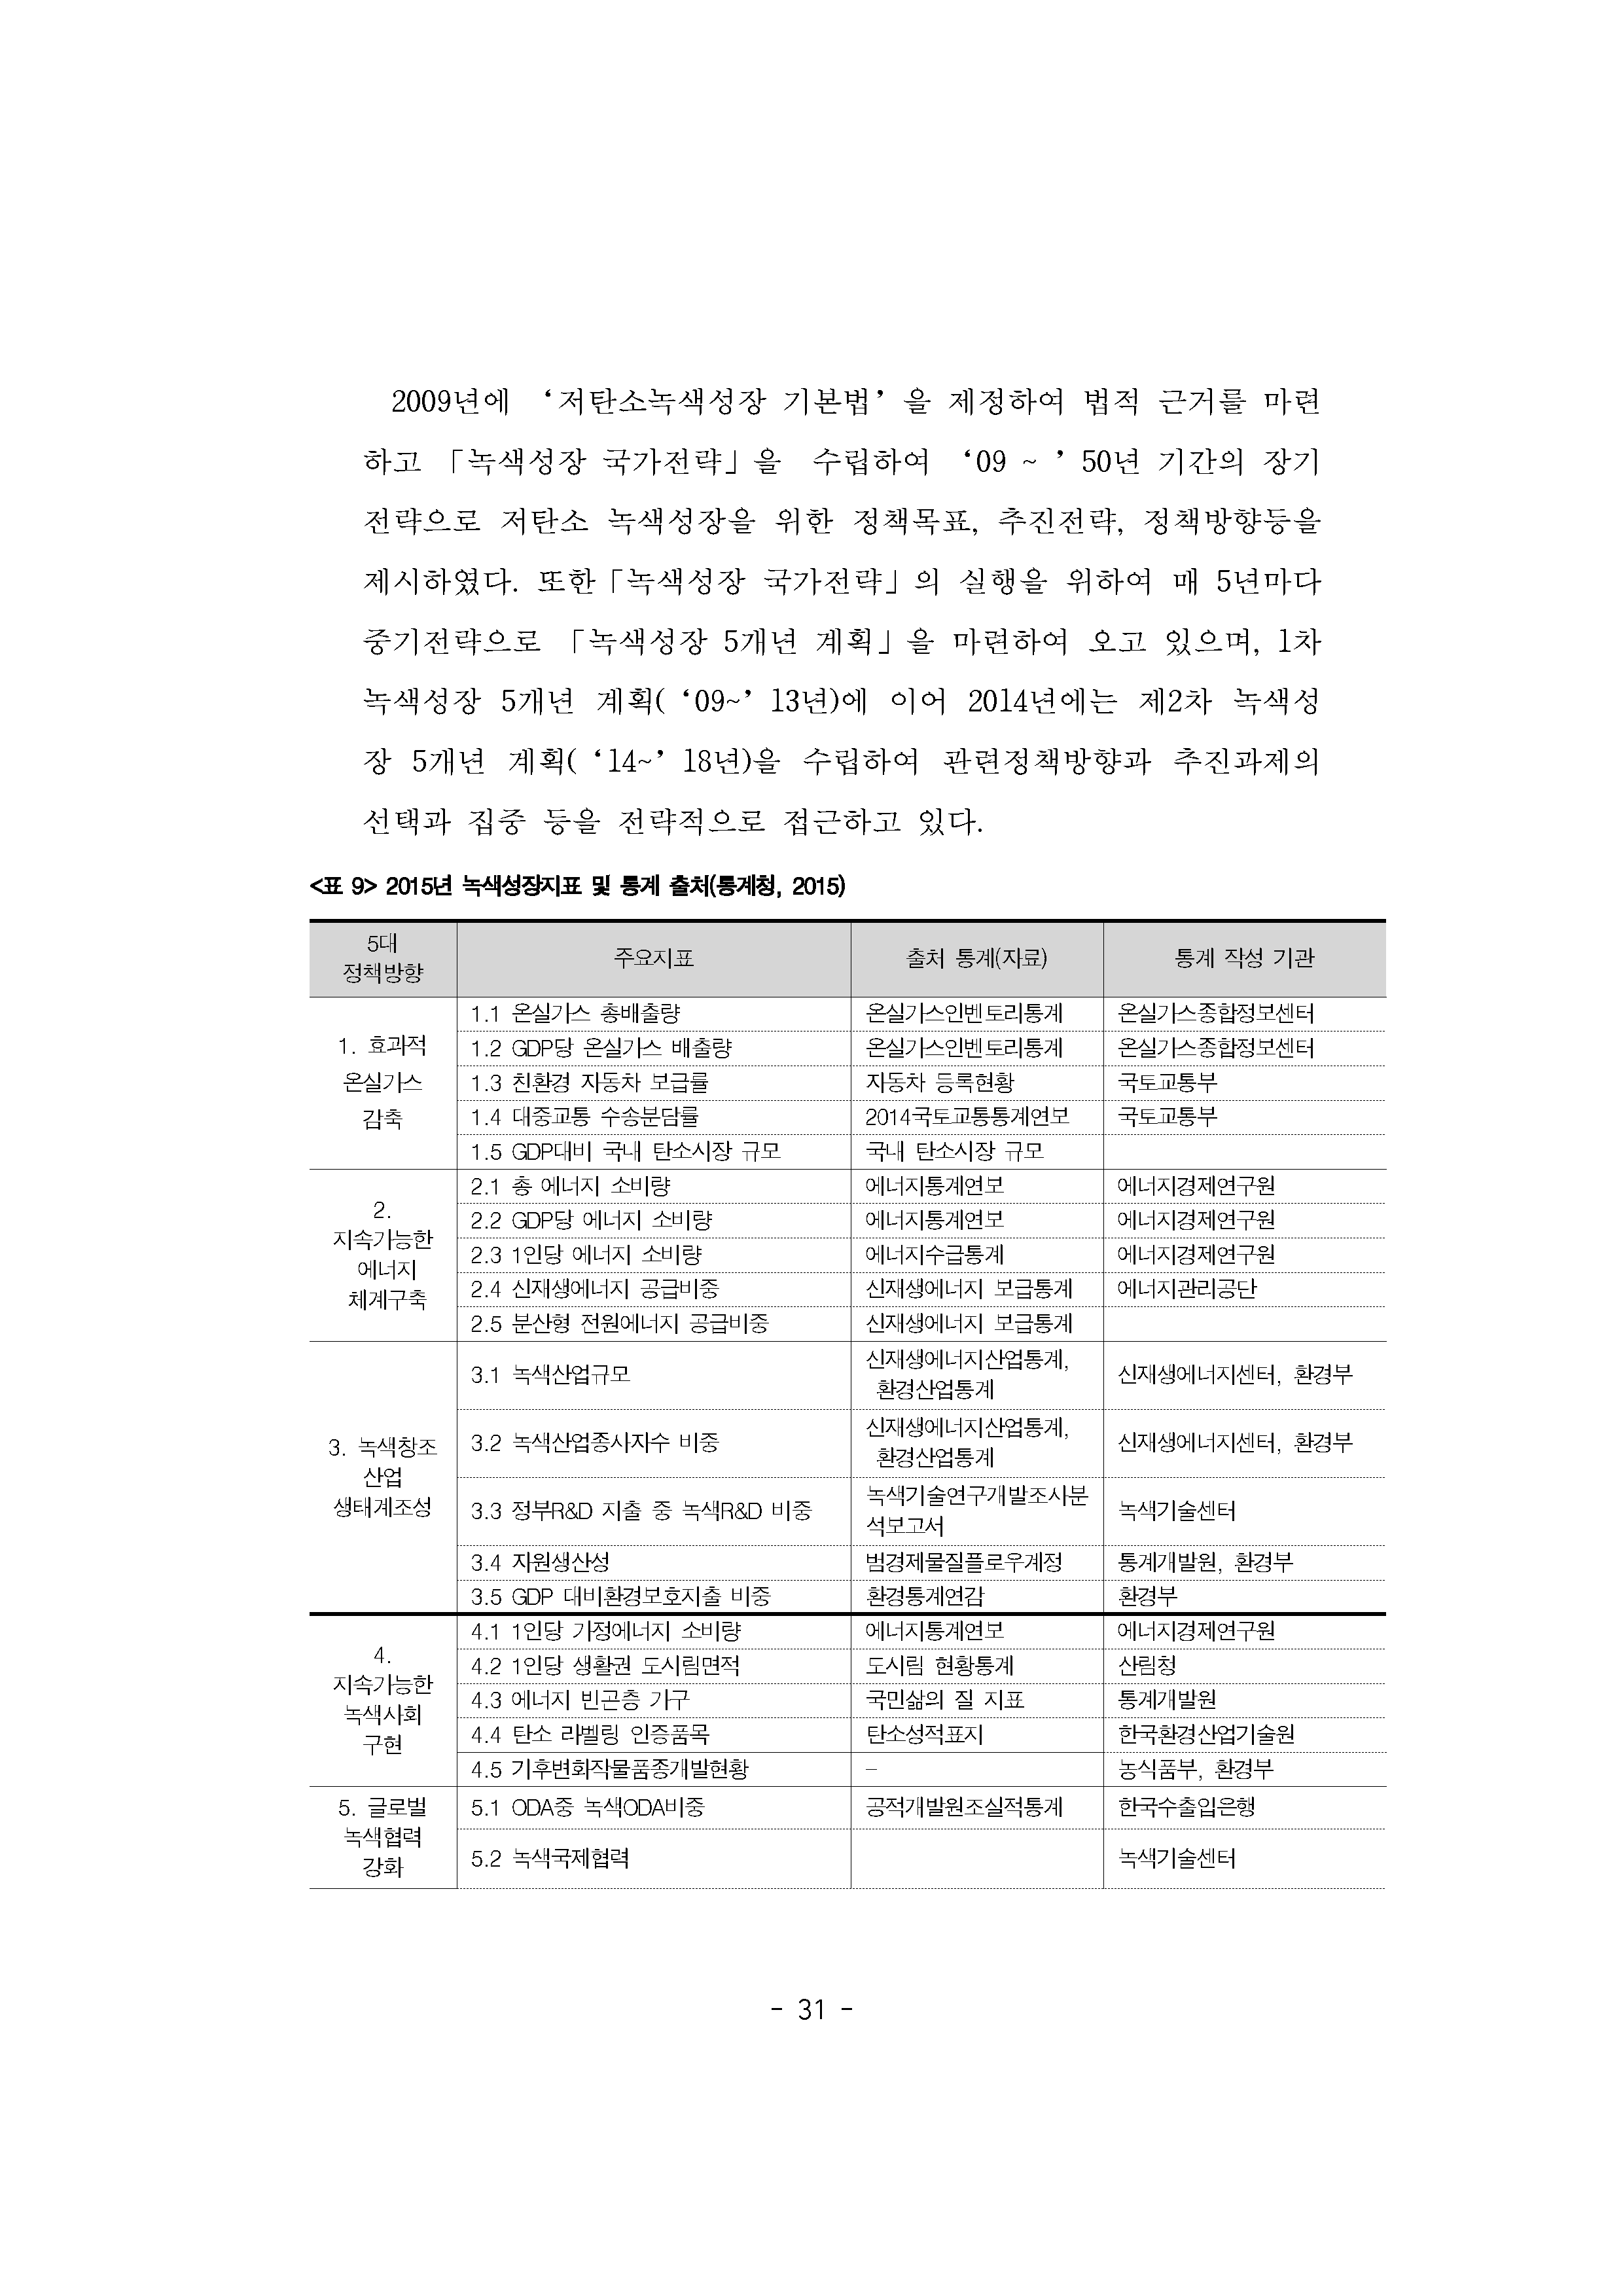 2009년에 ‘저탄소녹색성장 기본법’을 제정하여 법적 근거를 마련
하고 「녹색성장 국가전략」을 수립하여 ‘09 ~ ’50년 기간의 장기
전략으로 저탄소 녹색성장을 위한 정책목표, 추진전략, 정책방향등을
제시하였다. 또한「녹색성장 국가전략」의 실행을 위하여 매 5년마다
중기전략으로 「녹색성장 5개년 계획」을 마련하여 오고 있으며, 1차
녹색성장 5개년 계획( ‘09~’13년)에 이어 2014년에는 제2차 녹색성
장 5개년 계획( ‘14~’18년)을 수립하여 관련정책방향과 추진과제의
선택과 집중 등을 전략적으로 접근하고 있다.
<표 9> 2015년 녹색성장지표 및 통계 출처(통계청, 2015)
5대
정책방향
주요지표
출처 통계(자료)
통계 작성 기관
1. 효과적
온실가스
감축
1.1 온실가스 총배출량 온실가스인벤토리통계 온실가스종합정보센터
1.2 GDP당 온실가스 배출량 온실가스인벤토리통계 온실가스종합정보센터
1.3 친환경 자동차 보급률 자동차 등록현황 국토교통부
1.4 대중교통 수송분담률 2014국토교통통계연보 국토교통부
1.5 GDP대비 국내 탄소시장 규모 국내 탄소시장 규모
2.
지속가능한
에너지
체계구축
2.1 총 에너지 소비량 에너지통계연보 에너지경제연구원
2.2 GDP당 에너지 소비량 에너지통계연보 에너지경제연구원
2.3 1인당 에너지 소비량 에너지수급통계 에너지경제연구원
2.4 신재생에너지 공급비중 신재생에너지 보급통계 에너지관리공단
2.5 분산형 전원에너지 공급비중 신재생에너지 보급통계
3. 녹색창조
산업
생태계조성
3.1 녹색산업규모
신재생에너지산업통계,
환경산업통계
신재생에너지센터, 환경부
3.2 녹색산업종사자수 비중
신재생에너지산업통계,
환경산업통계
신재생에너지센터, 환경부
3.3 정부R&D 지출 중 녹색R&D 비중
녹색기술연구개발조사분
석보고서
녹색기술센터
3.4 자원생산성 범경제물질플로우계정 통계개발원, 환경부
3.5 GDP 대비환경보호지출 비중 환경통계연감 환경부
4.
지속가능한
녹색사회
구현
4.1 1인당 가정에너지 소비량 에너지통계연보 에너지경제연구원
4.2 1인당 생활권 도시림면적 도시림 현황통계 산림청
4.3 에너지 빈곤층 가구 국민삶의 질 지표 통계개발원
4.4 탄소 라벨링 인증품목 탄소성적표지 한국환경산업기술원
4.5 기후변화작물품종개발현황 – 농식품부, 환경부
5. 글로벌
녹색협력
강화
5.1 ODA중 녹색ODA비중 공적개발원조실적통계 한국수출입은행
5.2 녹색국제협력 녹색기술센터
- 31 -